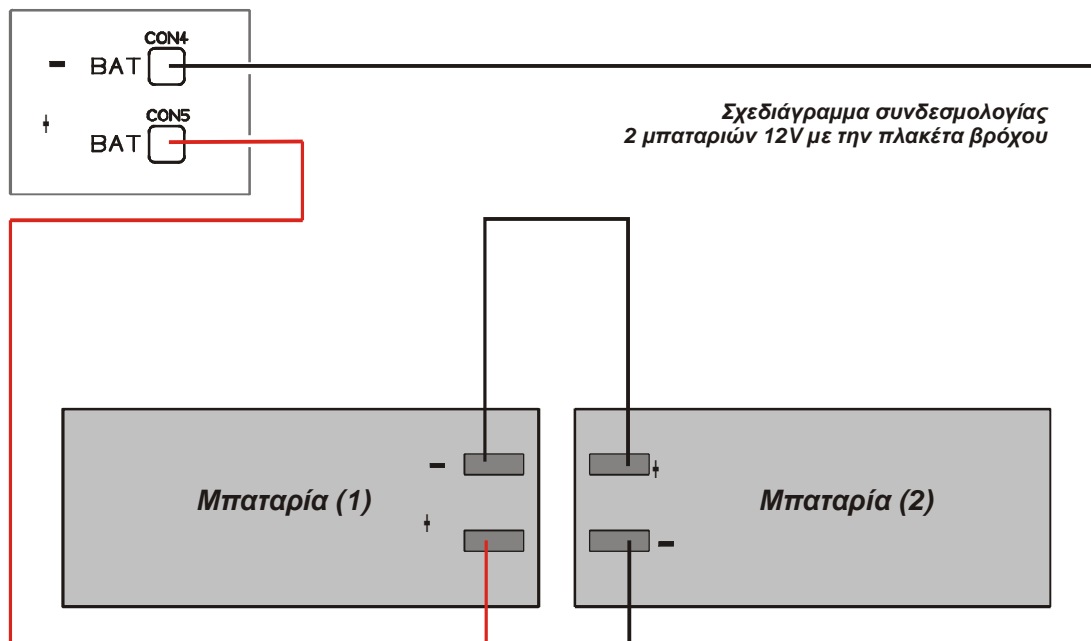 CON4
- BAT
CON5
+ BAT
Σχεδιάγραμμα συνδεσμολογίας
2 μπαταριών 12V με την πλακέτα βρόχου
- +
Μπαταρία (1)
Μπαταρία (2)
+ -